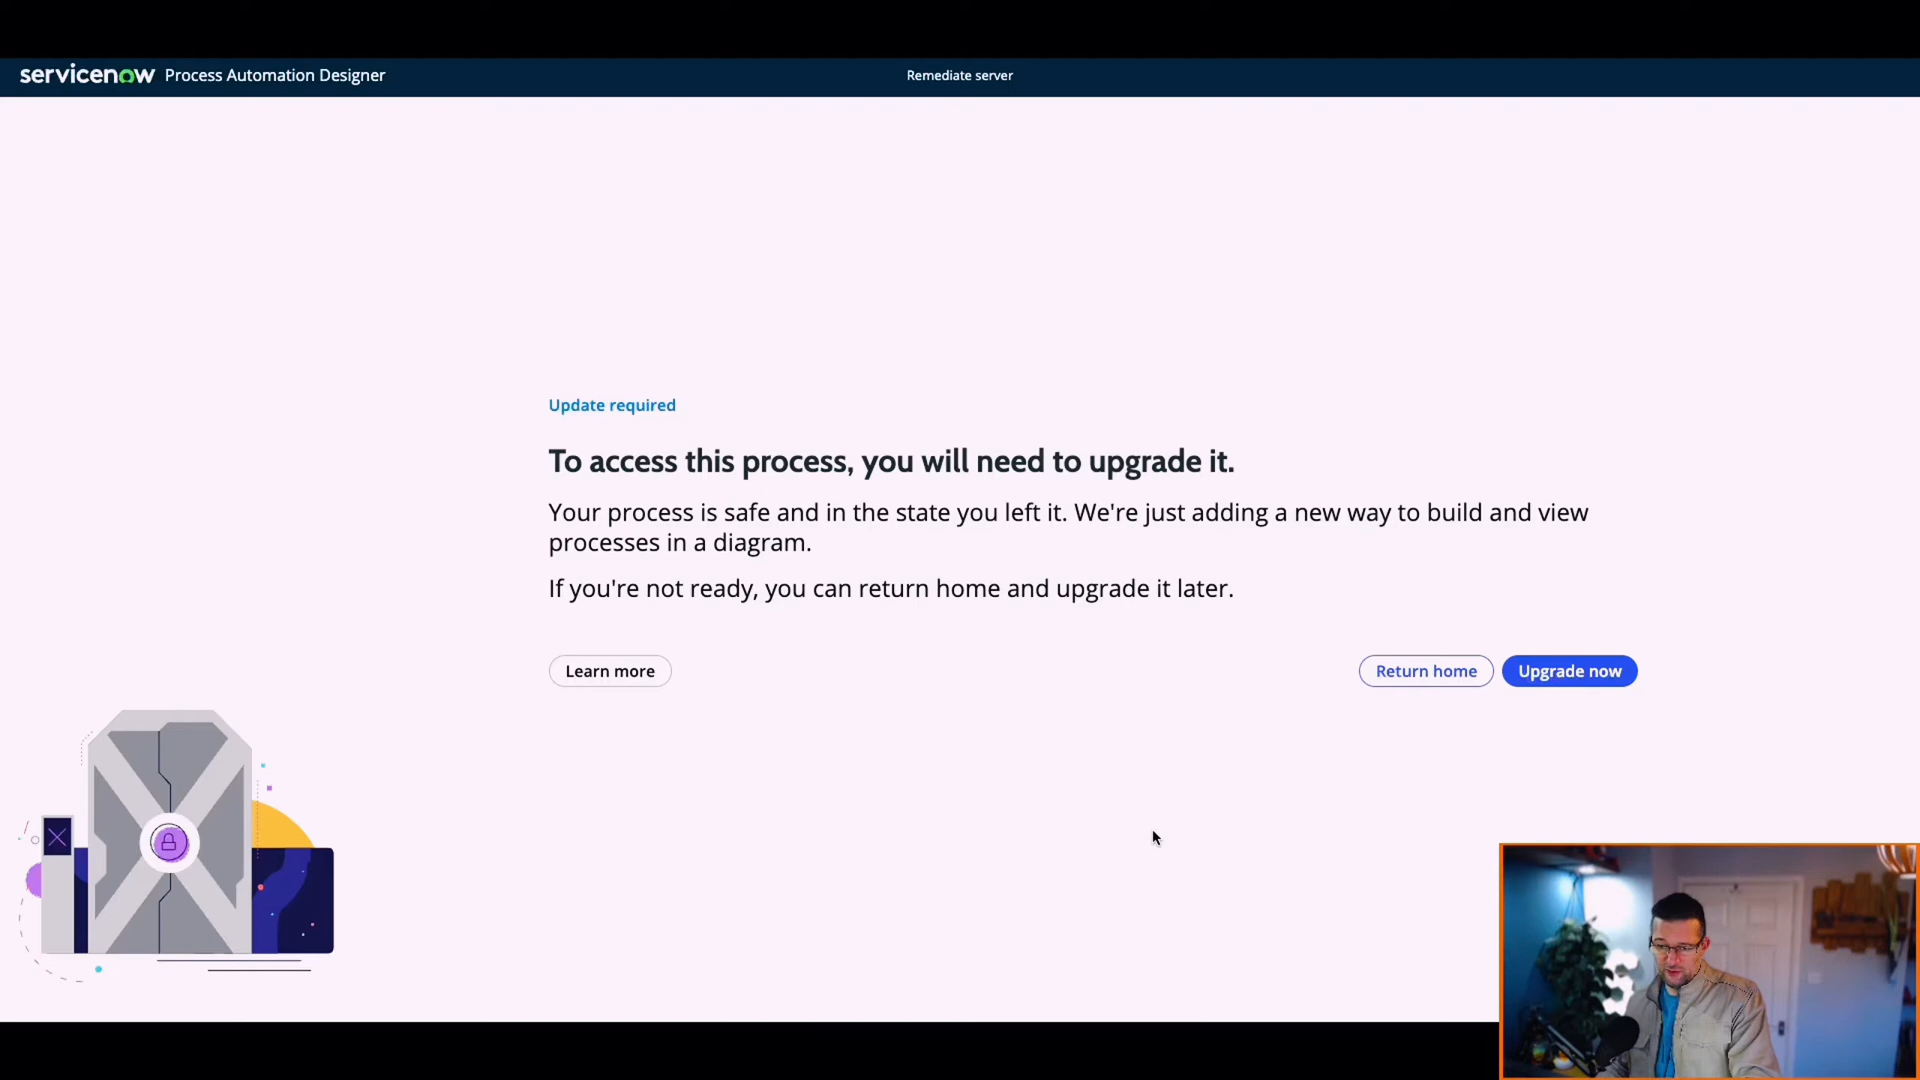 servicenow Process Automation Designer
Remediate server
Update required
To access this process, you will need to upgrade it.
Your process is safe and in the state you left it. We're just adding a new way to build and view
processes in a diagram.
If you're not ready, you can return home and upgrade it later.
Learn more
Return home
Upgrade now